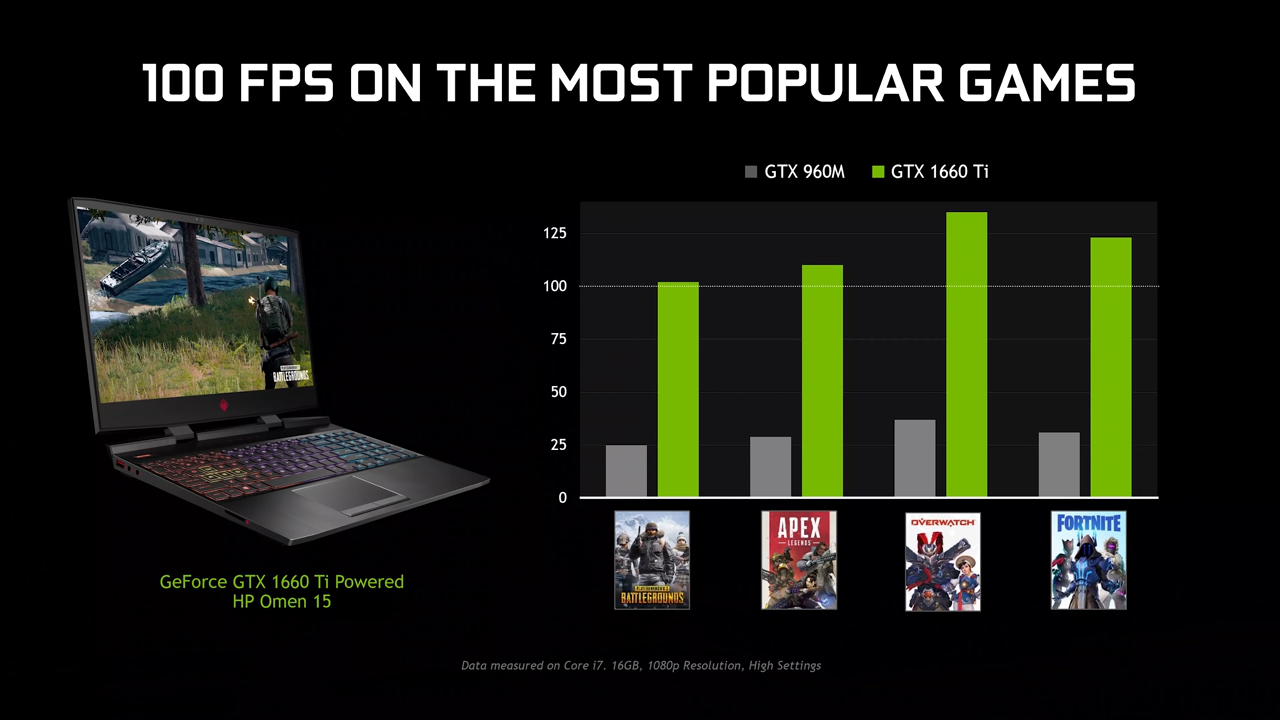 100 FPS ON THE MOST POPULAR GAMES
GTX 960M
GTX 1660 Ti
125
100
75
50
25
0
BATTLEGROUNDS
GeForce GTX 1660 Ti Powered
HP Omen 15
BATTLEGROUNDS
APEX
LEGENDS
OVERWATCH
FORTNITE
Data measured on Core i7. 16GB, 1080p Resolution, High Settings